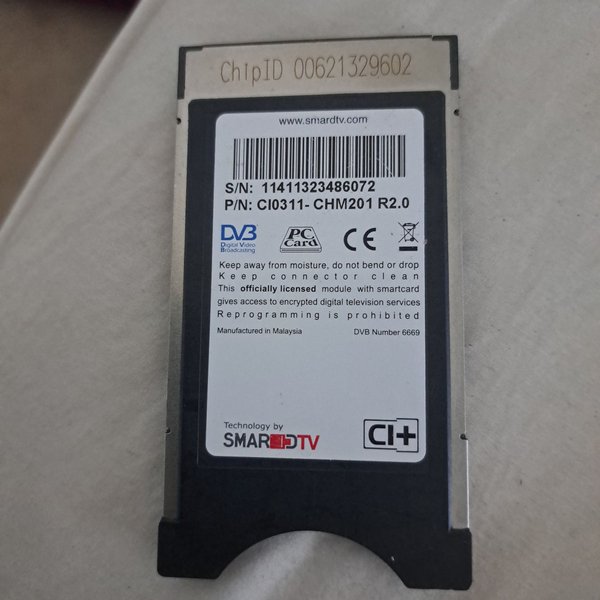 ChipID 00621329602
www.smardtv.com
S/N: 11411323486072
P/N: CI0311- CHM201 R2.0
DVB
Digital Video
Broadcasting
PC
Card
CE
Keep away from moisture, do not bend or drop
Keep connector clean
This officially licensed module with smartcard
gives access to encrypted digital television services
Reprogramming is prohibited
Manufactured in Malaysia DVB Number 6669
Technology by
SMARDTV
CI+